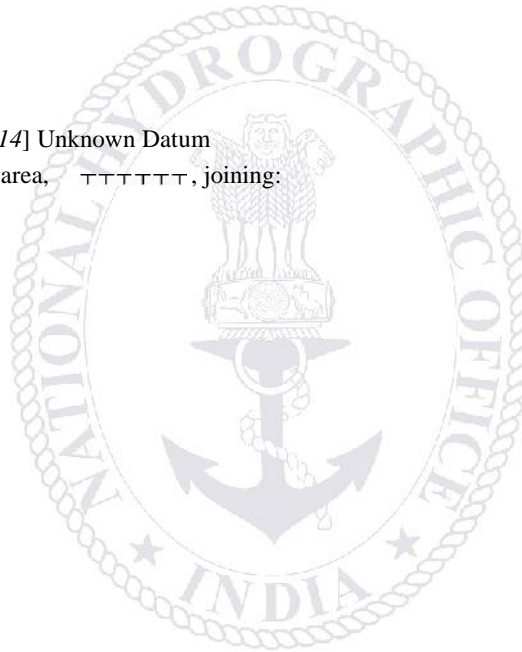 14] Unknown Datum
area, ┬┬┬┬┬┬, joining:
NATIONAL HYDROGRAPHIC OFFICE
★ INDIA ★